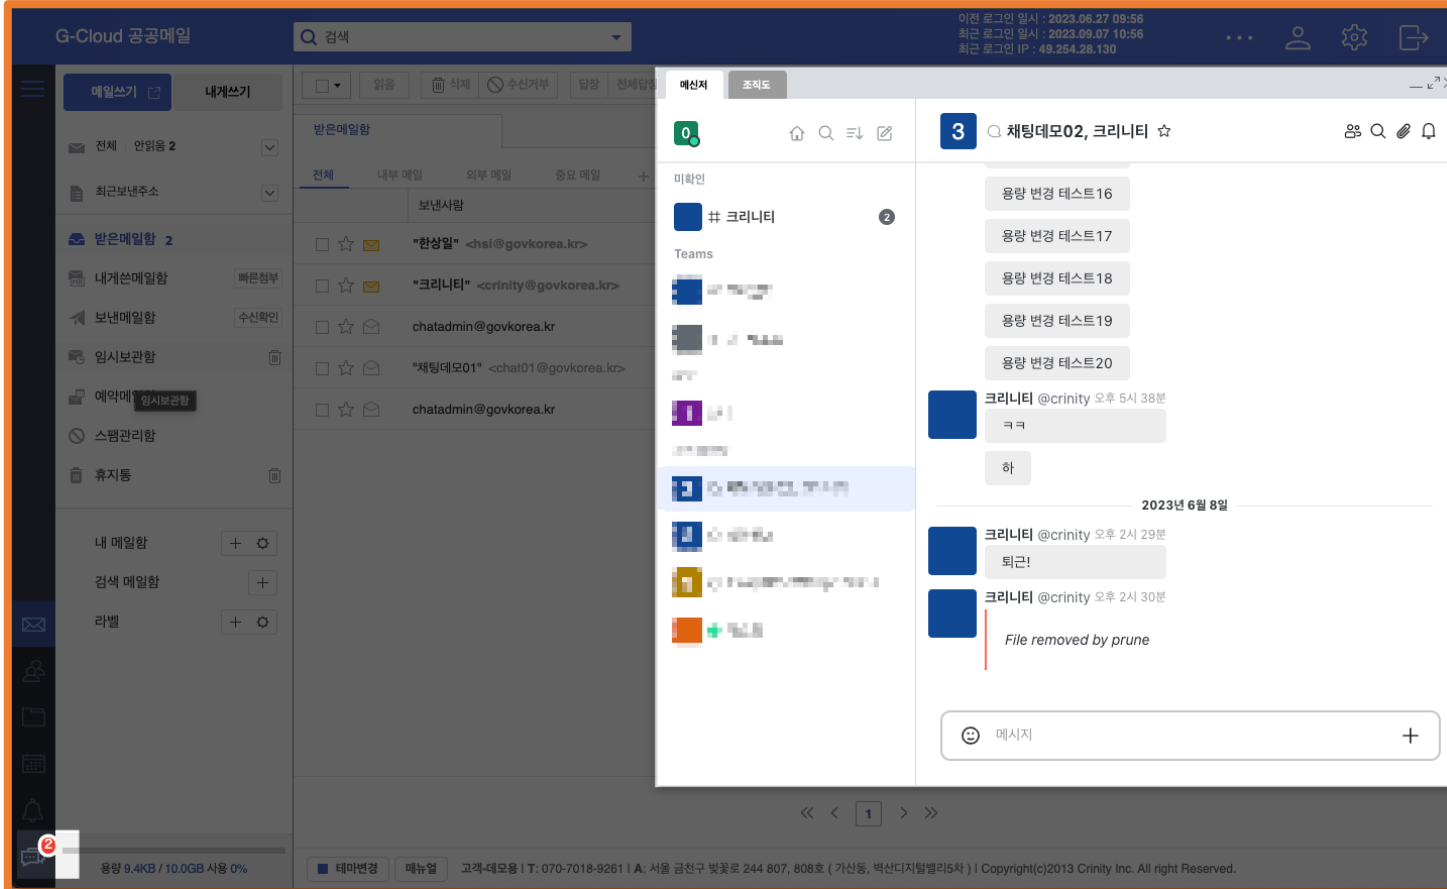 G-Cloud 공공메일
검색
이전 로그인 일시 : 2023.06.27 09:56
최근 로그인 일시 : 2023.09.07 10:56
최근 로그인 IP : 49.254.28.130
메일쓰기
내게쓰기
전체 안읽음 2
최근보낸주소
받은메일함 2
내게쓴메일함 빠른첨부
보낸메일함 수신확인
임시보관함
임시보관함
스팸관리함
휴지통
내 메일함
검색 메일함
라벨
2
용량 9.4KB / 10.0GB 사용 0%
읽음 삭제 수신거부 답장
받은메일함
전체 내부 메일 외부 메일 중요 메일 +
보낸사람
"한상일" <hsi@govkorea.kr>
"크리니티" <crinity@govkorea.kr>
chatadmin@govkorea.kr
"채팅데모01" <chat01@govkorea.kr>
chatadmin@govkorea.kr
메신저 조직도
0
미확인
# 크리니티 2
Teams
3 채팅데모02, 크리니티
용량 변경 테스트16
용량 변경 테스트17
용량 변경 테스트18
용량 변경 테스트19
용량 변경 테스트20
크리니티 @crinity 오후 5시 38분
ㅋㅋ
하
2023년 6월 8일
크리니티 @crinity 오후 2시 29분
퇴근!
크리니티 @crinity 오후 2시 30분
File removed by prune
메시지
1
테마변경 매뉴얼 고객-데모용 I T: 070-7018-9261 I A: 서울 금천구 벚꽃로 244 807, 808호 ( 가산동, 벽산디지털밸리5차 ) I Copyright(c)2013 Crinity Inc. All right Reserved.